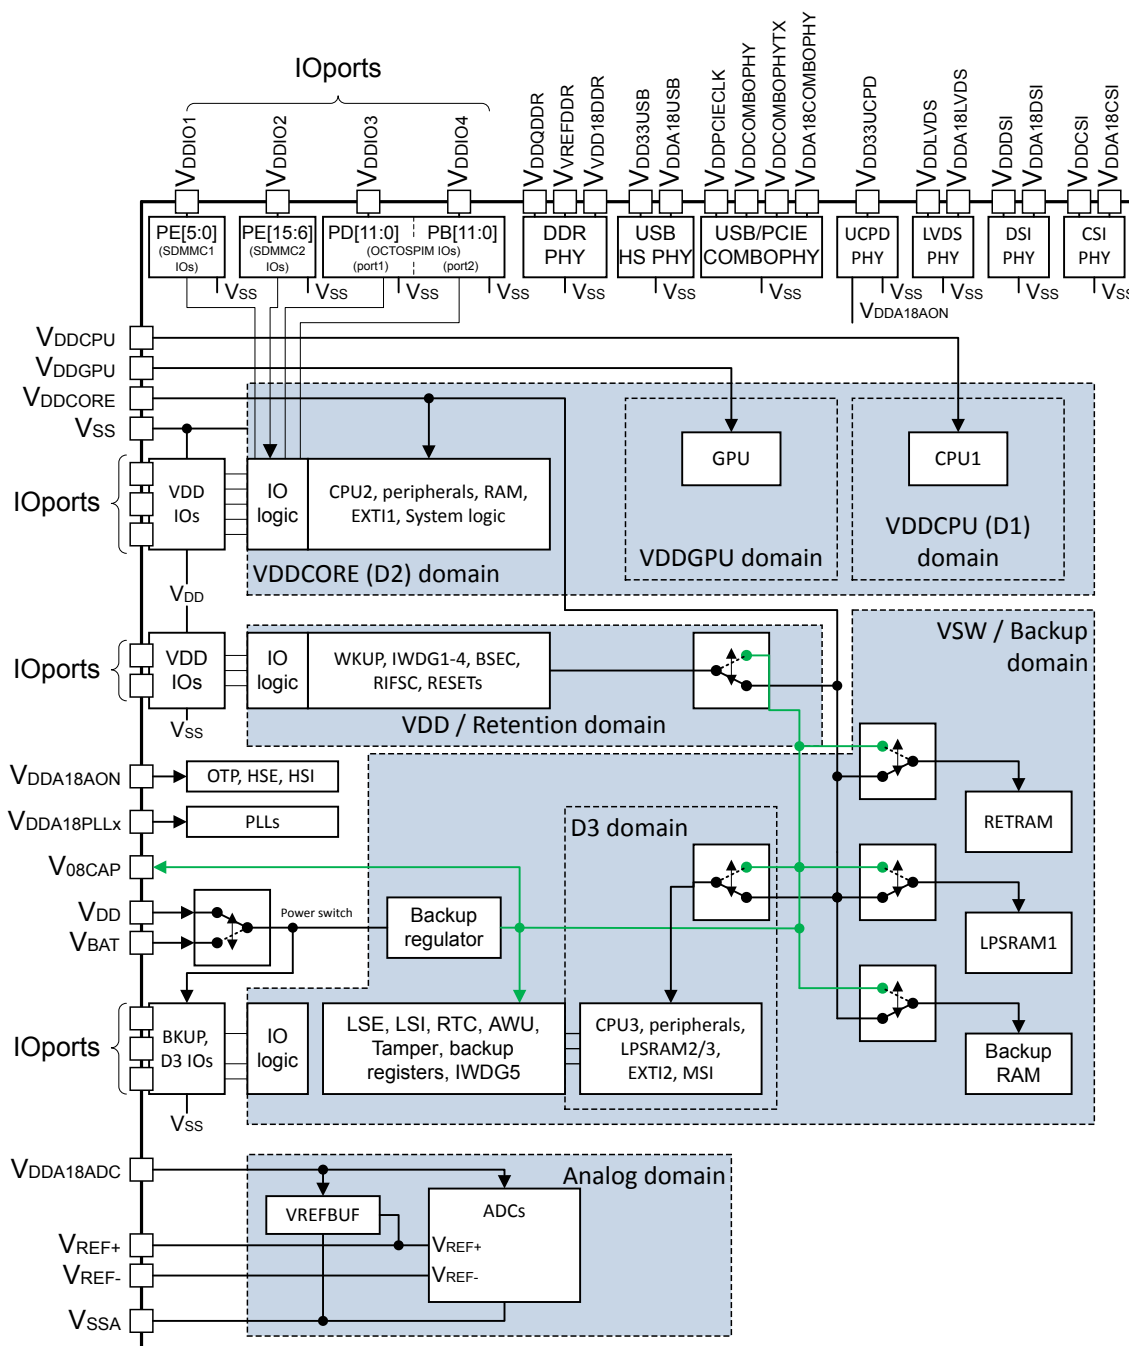 IOports
VDDIO1
VDDIO2
VDDIO3
VDDIO4
VDDQDDR
VVREFDDR
VVDD18DDR
VDD33USB
VDDA18USB
VDDPCIECLK
VDDCOMBOPHY
VDDCOMBOPHYTX
VDDA18COMBOPHY
VDD33UCPD
VDDLVDS
VDDA18LVDS
VDDDSI
VDDA18DSI
VDDCSI
VDDA18CSI
PE[5:0]
(SDMMC1
IOs)
PE[15:6]
(SDMMC2
IOs)
PD[11:0]
PB[11:0]
(OCTOSPIM IOs)
(port1)
(port2)
DDR
PHY
USB
HS PHY
USB/PCIE
COMBOPHY
UCPD
PHY
LVDS
PHY
DSI
PHY
CSI
PHY
VSS
VSS
VSS
VSS
VSS
VSS
VSS
VSS
VSS
VSS
VSS
VDDA18AON
VDDCPU
VDDGPU
VDDCORE
VSS
IOports
VDD
IOs
IO
logic
CPU2, peripherals, RAM,
EXTI1, System logic
VDDCORE (D2) domain
GPU
VDDGPU domain
CPU1
VDDCPU (D1)
domain
VDD
IOports
VDD
IOs
IO
logic
WKUP, IWDG1-4, BSEC,
RIFSC, RESETs
VDD / Retention domain
VSW / Backup
domain
VSS
VDDA18AON
OTP, HSE, HSI
VDDA18PLLx
PLLs
RETRAM
D3 domain
V08CAP
VDD
VBAT
Power switch
Backup
regulator
LPSRAM1
IOports
BKUP,
D3 IOs
IO
logic
LSE, LSI, RTC, AWU,
Tamper, backup
registers, IWDG5
CPU3, peripherals,
LPSRAM2/3,
EXTI2, MSI
Backup
RAM
VSS
VDDA18ADC
Analog domain
VREFBUF
ADCs
VREF+
VREF+
VREF-
VREF-
VSSA